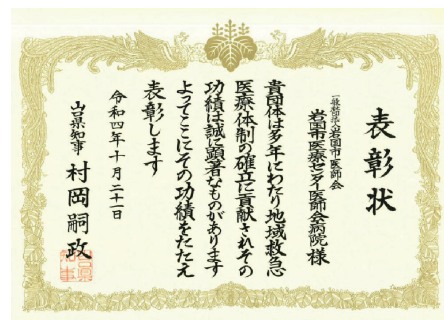 表彰状
一般社団法人岩国市医師会
岩国市医療センター医師会病院 様
貴団体は多年にわたり地域救急
医療体制の確立に貢献されその
功績は誠に顕著なものがあります
よってここにその功績をたたえ
表彰します
令和四年十月二十一日
山口県知事 村岡嗣政